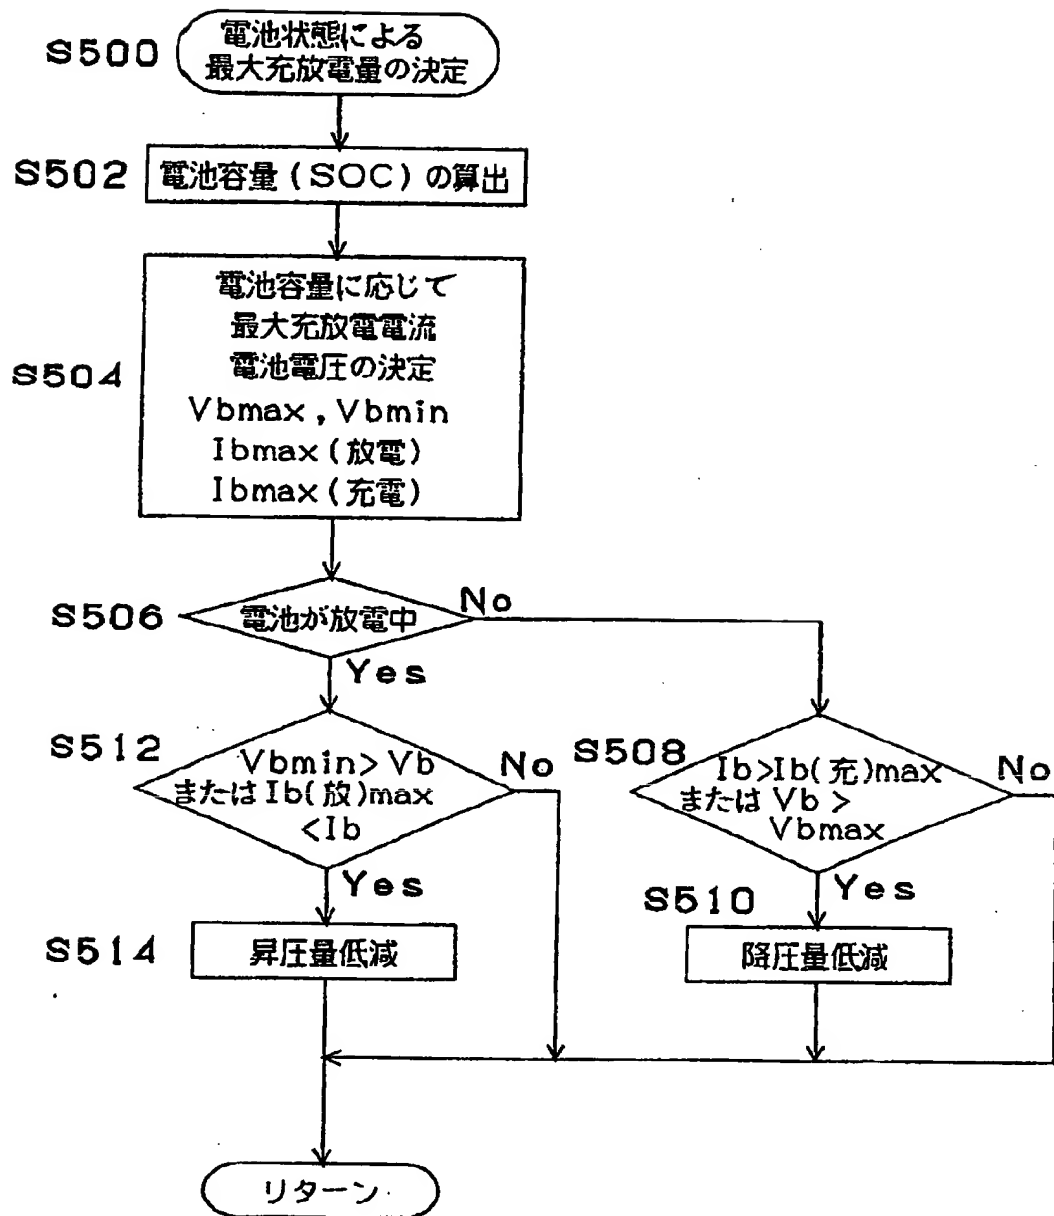 S500
電池状態による
最大充放電量の決定
S502
電池容量(SOC)の算出
S504
電池容量に応じて
最大充放電電流
電池電圧の決定
Vbmax,Vbmin
Ibmax(放電)
Ibmax(充電)
S506
電池が放電中
No
Yes
S512
Vbmin>Vb
またはIb(放)max
<Ib
No
Yes
S508
Ib>Ib(充)max
またはVb>
Vbmax
No
Yes
S514
昇圧量低減
S510
降圧量低減
リターン